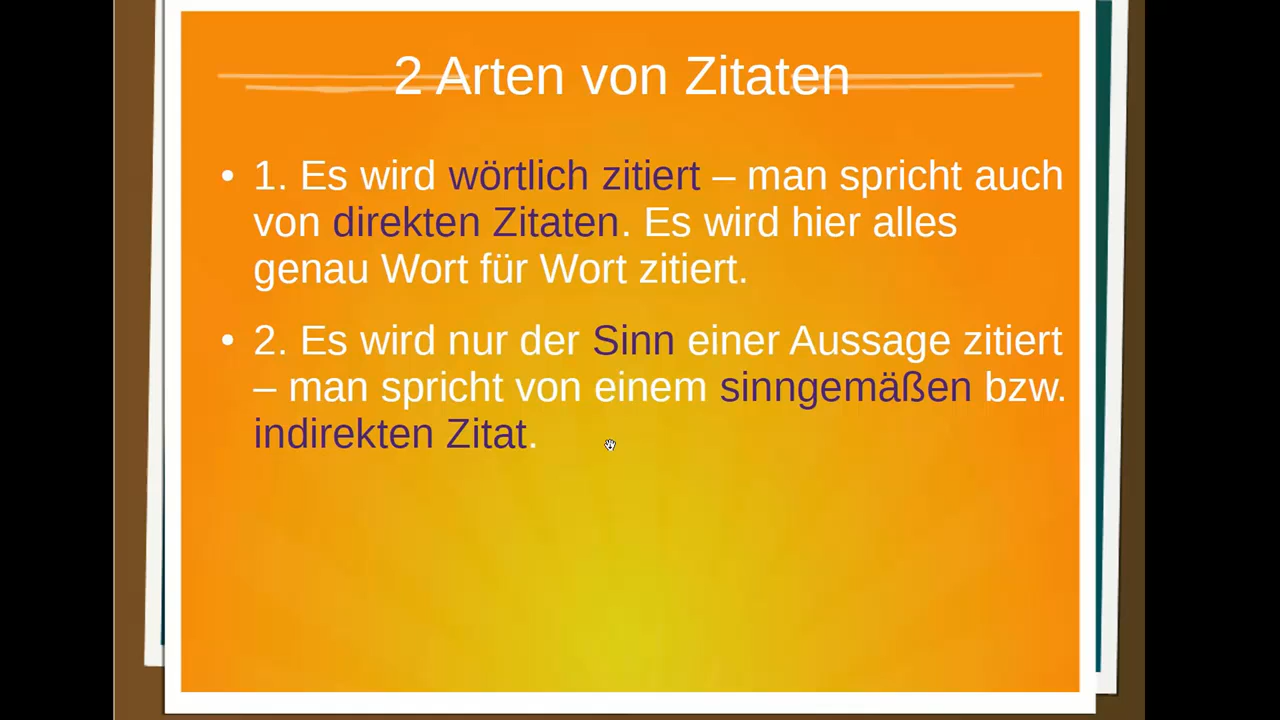 2 Arten von Zitaten
• 1. Es wird wörtlich zitiert – man spricht auch
von direkten Zitaten. Es wird hier alles
genau Wort für Wort zitiert.
• 2. Es wird nur der Sinn einer Aussage zitiert
– man spricht von einem sinngemäßen bzw.
indirekten Zitat.